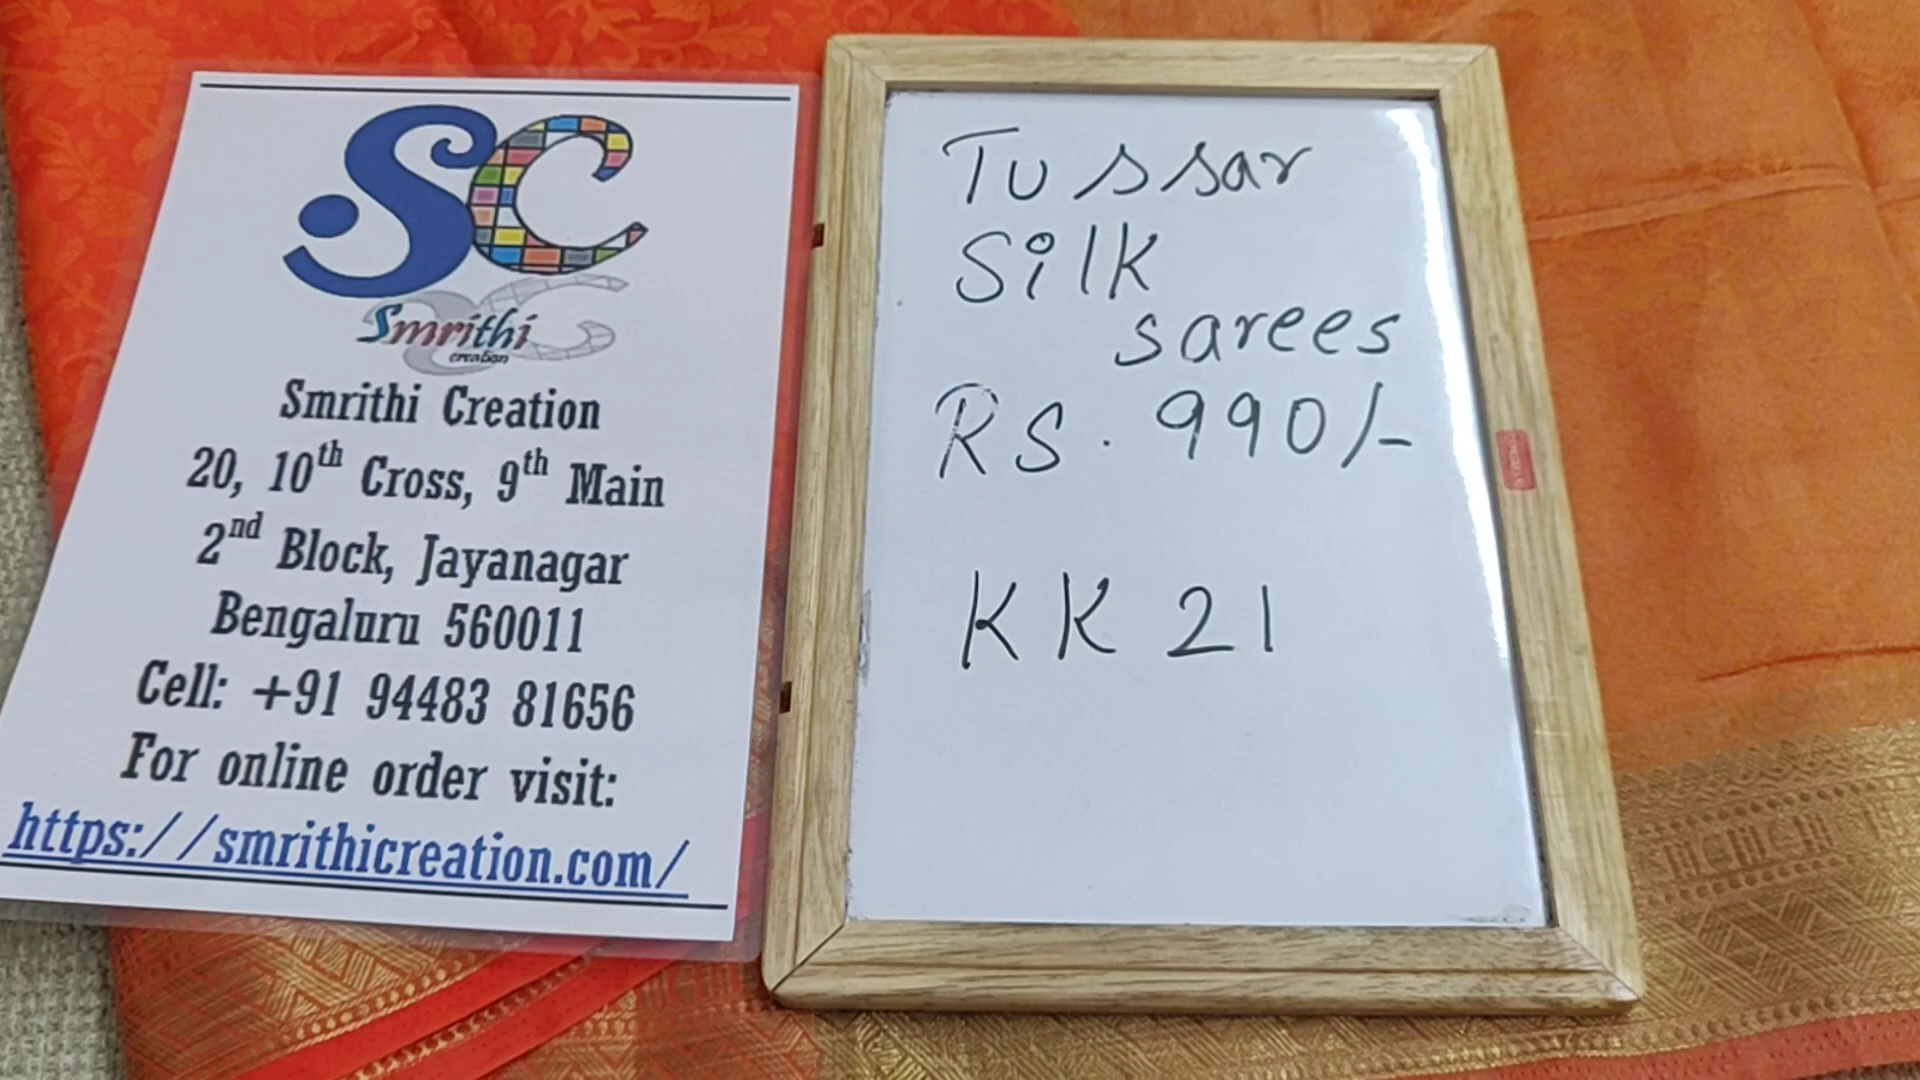 SC
Smrithi
creation
Smrithi Creation
20, 10th Cross, 9th Main
2nd Block, Jayanagar
Bengaluru 560011
Cell: +91 94483 81656
For online order visit:
https://smrithicreation.com/
Tussar
Silk
sarees
RS. 990/-
KK 21